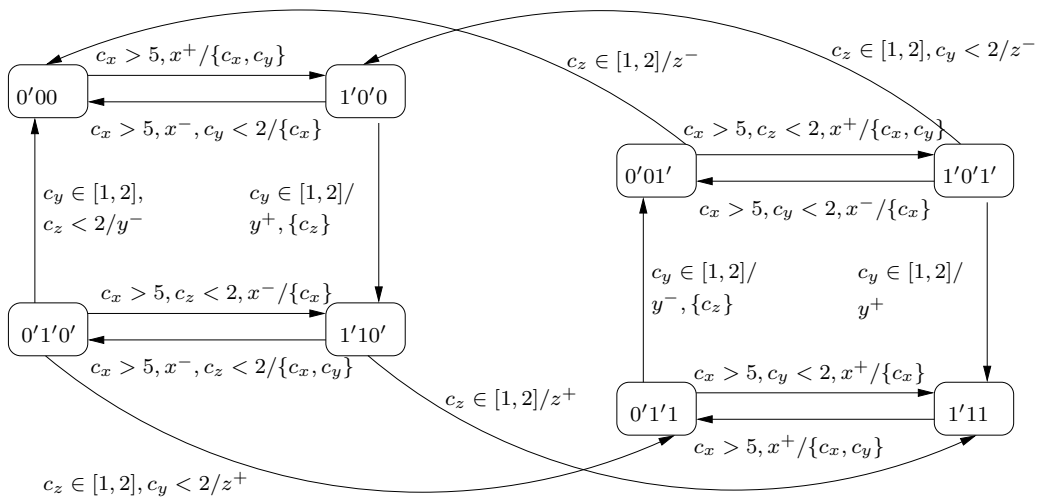 c_z ∈ [1, 2]/z⁻
c_z ∈ [1, 2], c_y < 2/z⁻
c_x > 5, x⁺/{c_x, c_y}
0′00
1′0′0
c_x > 5, x⁻, c_y < 2/{c_x}
c_x > 5, c_z < 2, x⁺/{c_x, c_y}
0′01′
1′0′1′
c_x > 5, c_y < 2, x⁻/{c_x}
c_y ∈ [1, 2],
c_z < 2/y⁻
c_y ∈ [1, 2]/
y⁺, {c_z}
c_y ∈ [1, 2]/
y⁻, {c_z}
c_y ∈ [1, 2]/
y⁺
c_x > 5, c_z < 2, x⁻/{c_x}
0′1′0′
1′10′
c_x > 5, x⁻, c_z < 2/{c_x, c_y}
c_x > 5, c_y < 2, x⁺/{c_x}
0′1′1
1′11
c_x > 5, x⁺/{c_x, c_y}
c_z ∈ [1, 2]/z⁺
c_z ∈ [1, 2], c_y < 2/z⁺